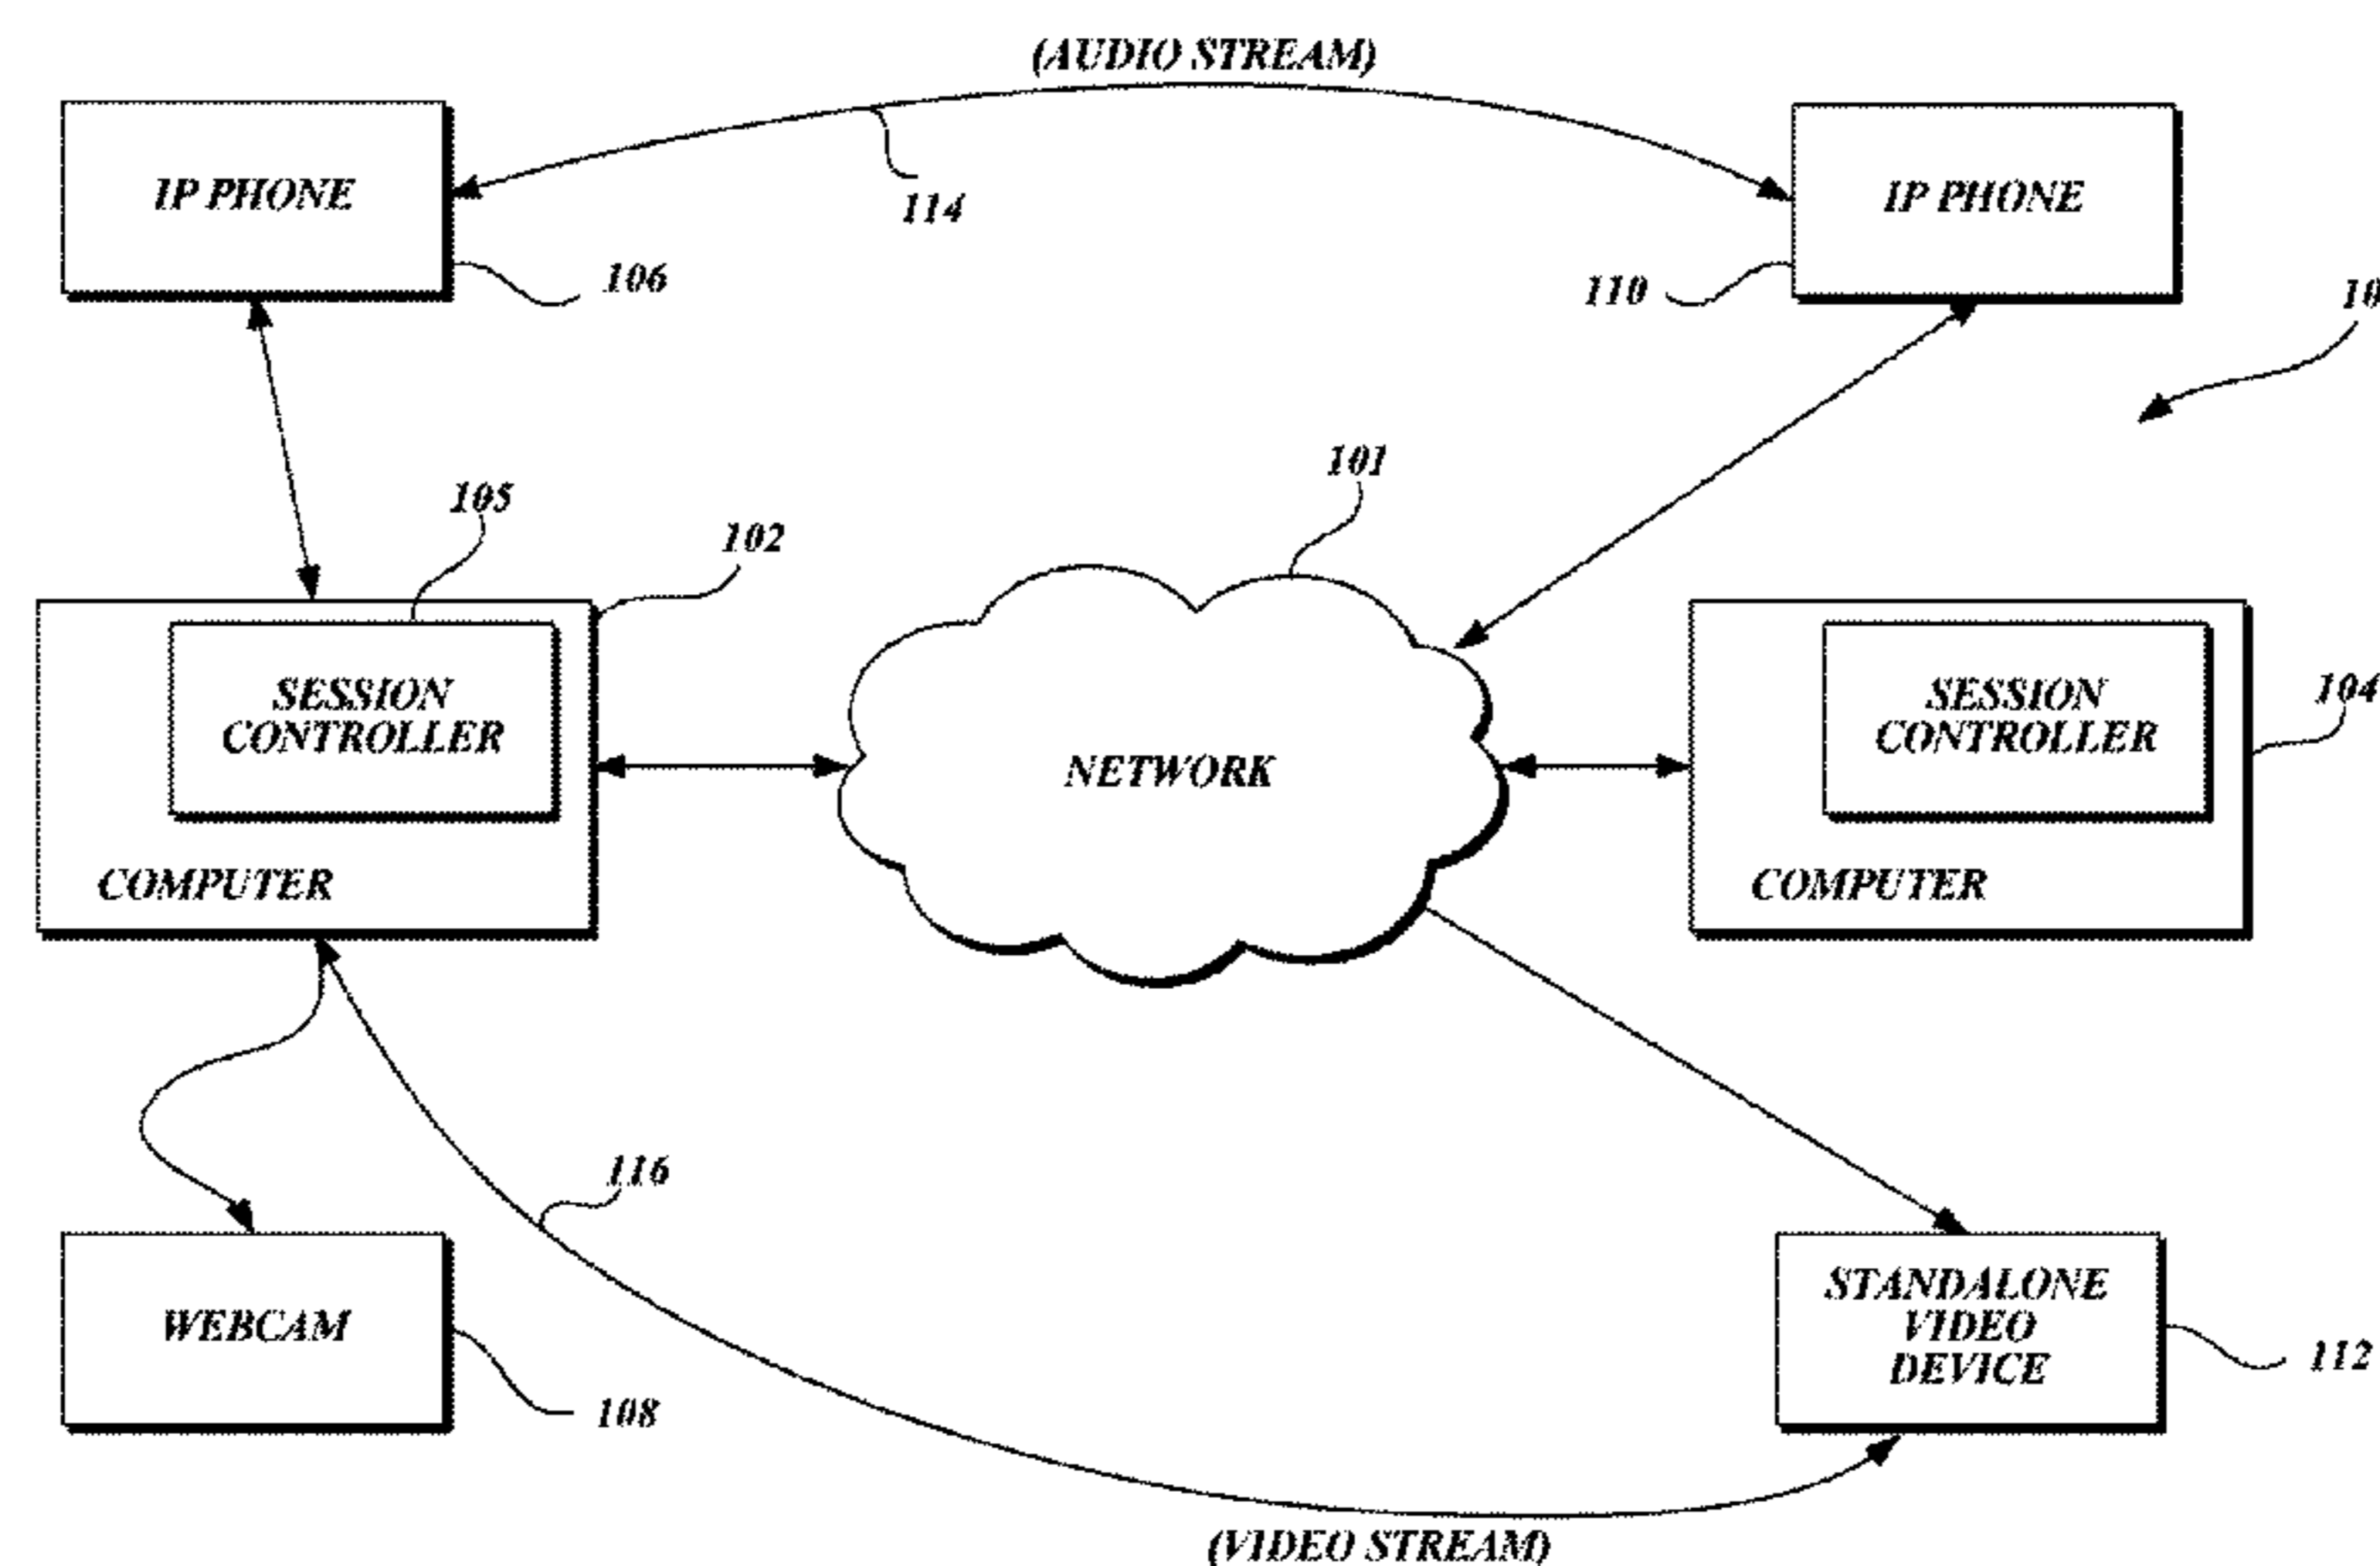 (AUDIO STREAM)
IP PHONE
IP PHONE
114
106
110
10
101
105
102
SESSION
CONTROLLER
SESSION
CONTROLLER
104
NETWORK
COMPUTER
COMPUTER
116
STANDALONE
VIDEO
DEVICE
WEBCAM
112
108
(VIDEO STREAM)